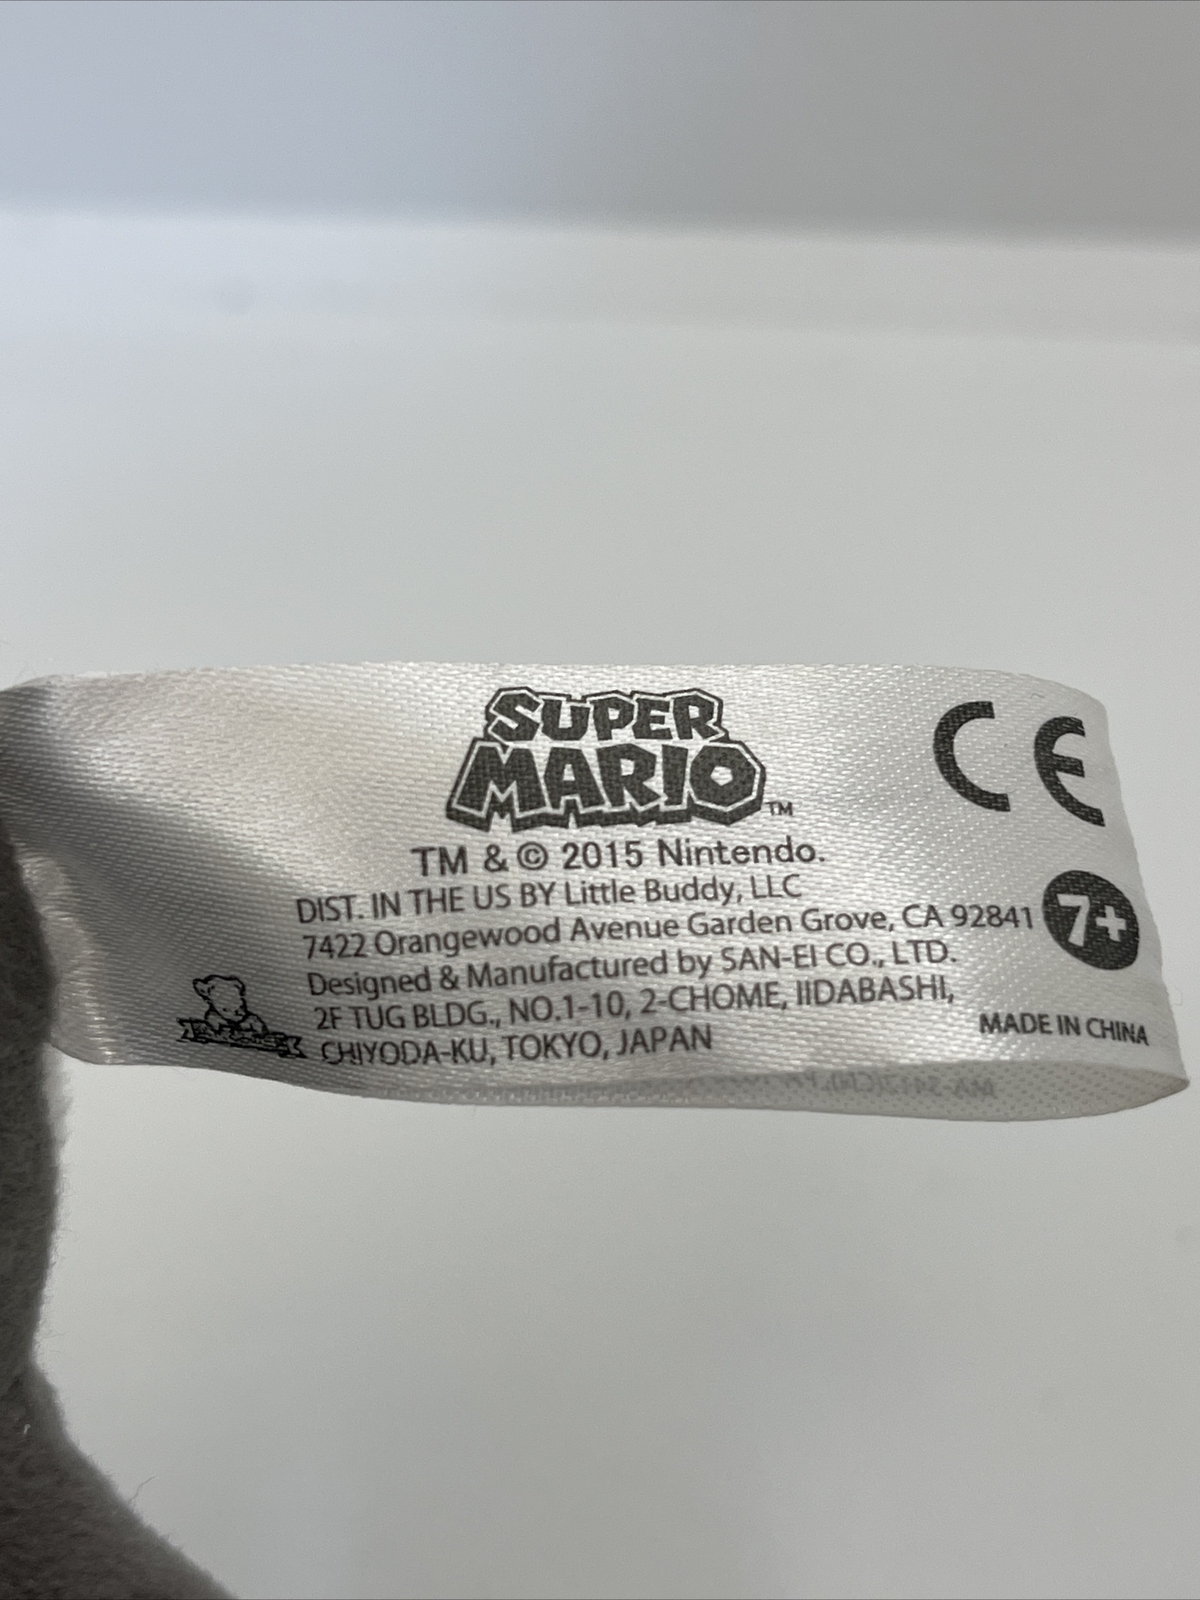 SUPER
MARIO™
TM & © 2015 Nintendo.
DIST. IN THE US BY Little Buddy, LLC
7422 Orangewood Avenue Garden Grove, CA 92841
Designed & Manufactured by SAN-EI CO., LTD.
2F TUG BLDG., NO.1-10, 2-CHOME, IIDABASHI,
CHIYODA-KU, TOKYO, JAPAN
CE
7+
MADE IN CHINA